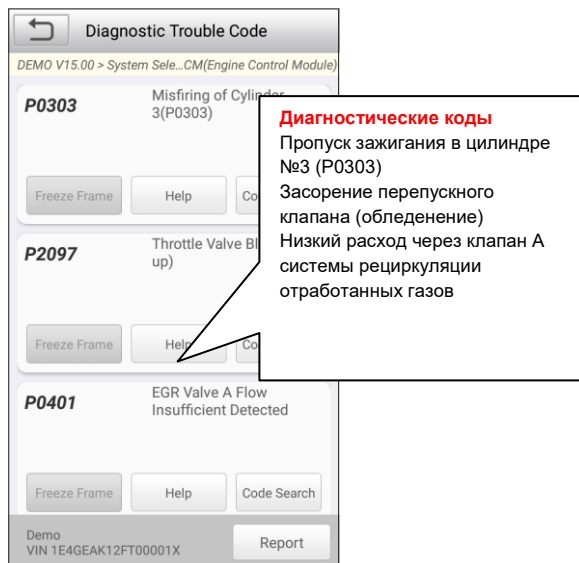 Diagnostic Trouble Code
DEMO V15.00 > System Sele...CM(Engine Control Module)
P0303
Misfiring of Cylinder
3(P0303)
Freeze Frame
Help
Co
P2097
Throttle Valve Bl
up)
Freeze Frame
Help
Co
P0401
EGR Valve A Flow
Insufficient Detected
Freeze Frame
Help
Code Search
Demo
VIN 1E4GEAK12FT00001X
Report
Диагностические коды
Пропуск зажигания в цилиндре
№3 (P0303)
Засорение перепускного
клапана (обледенение)
Низкий расход через клапан А
системы рециркуляции
отработанных газов